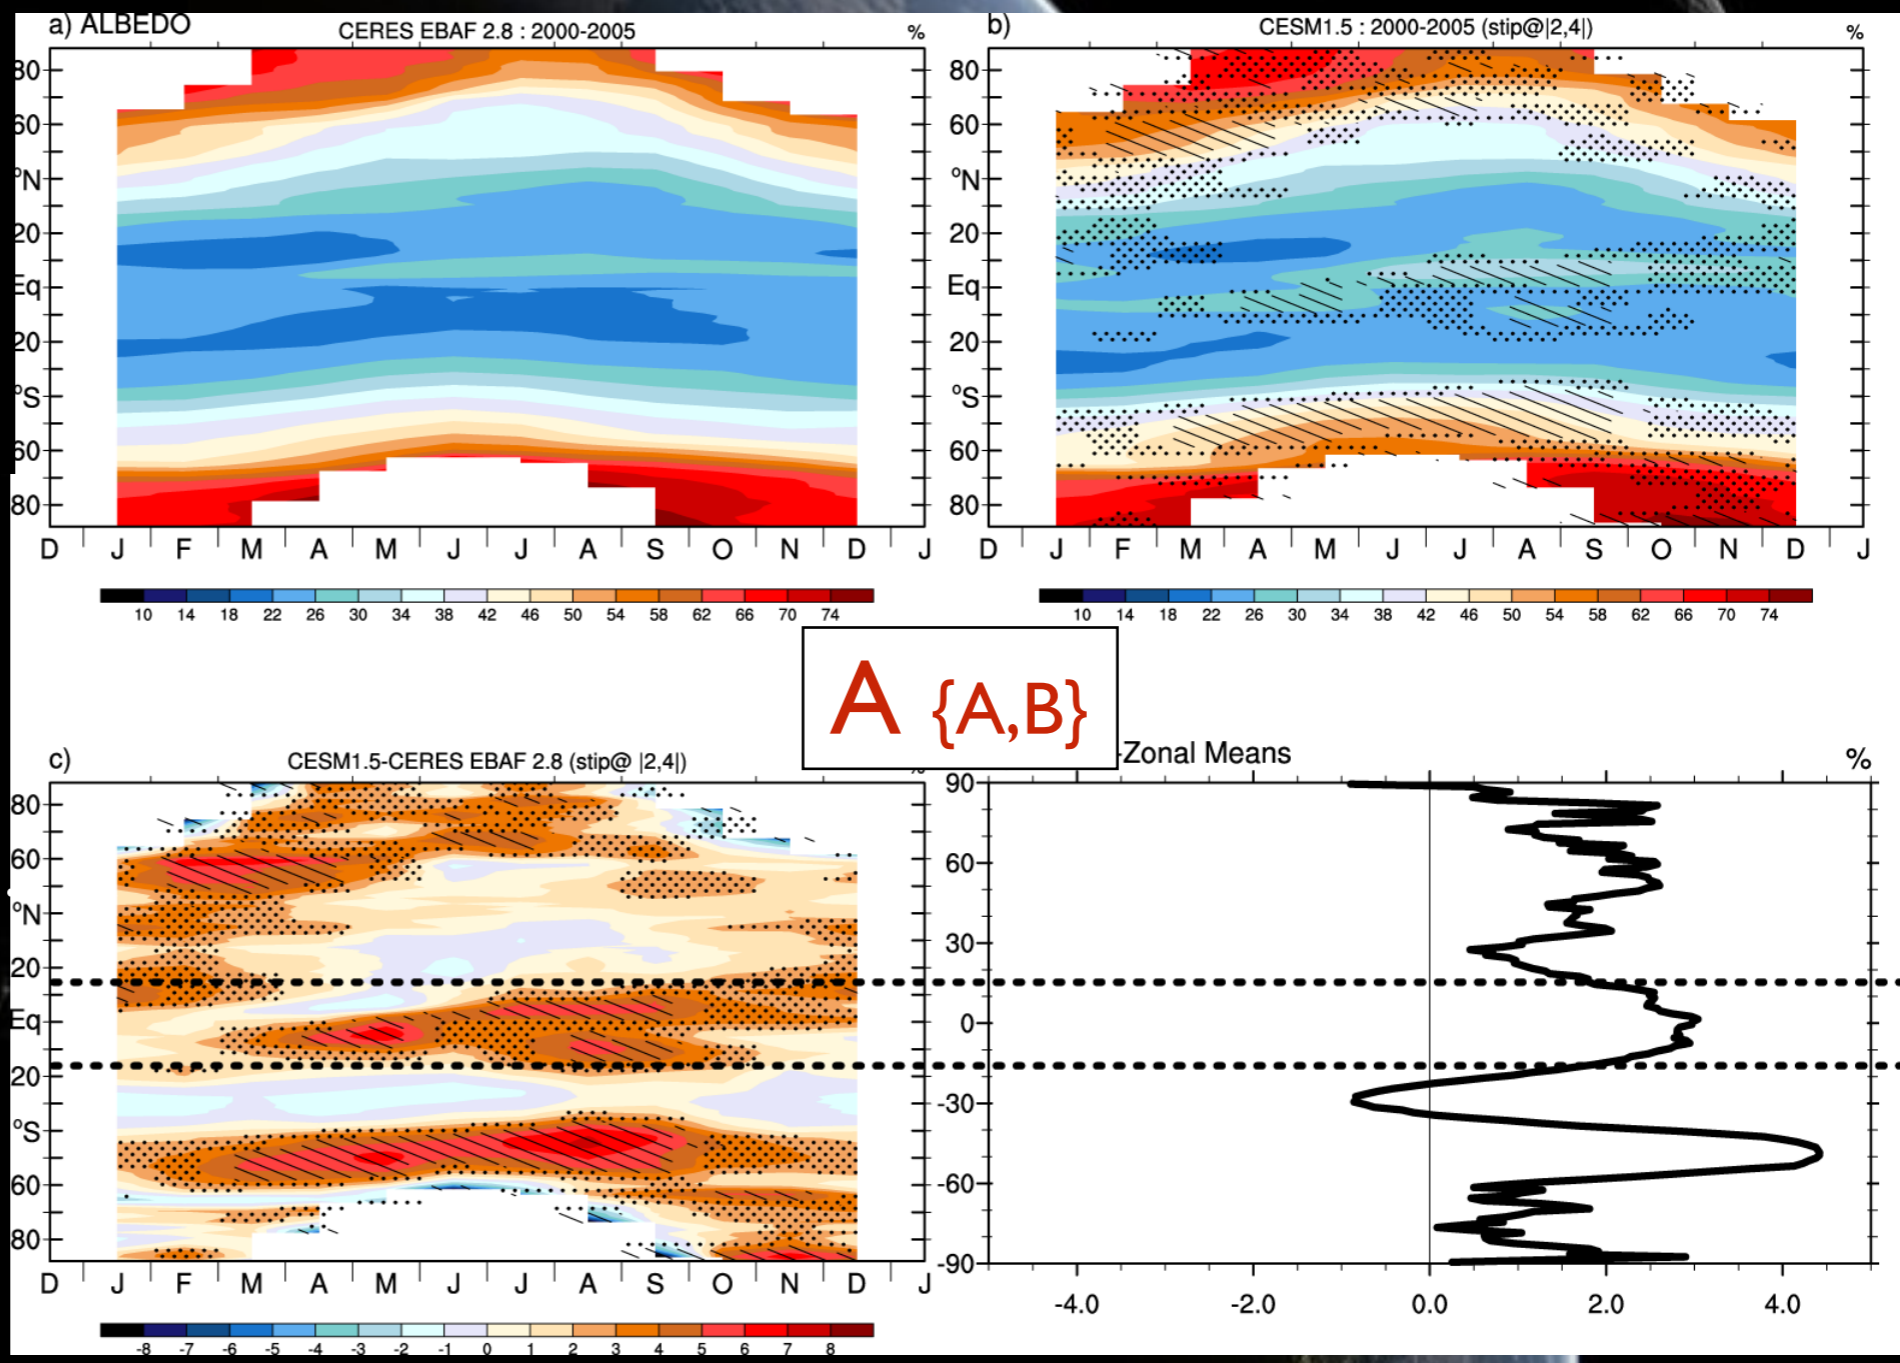 a) ALBEDO
CERES EBAF 2.8 : 2000-2005
%
80
60
ºN
20
Eq
20
ºS
60
80
D J F M A M J J A S O N D J
10 14 18 22 26 30 34 38 42 46 50 54 58 62 66 70 74
b)
CESM1.5 : 2000-2005 (stip@|2,4|)
%
80
60
ºN
20
Eq
20
ºS
60
80
D J F M A M J J A S O N D J
10 14 18 22 26 30 34 38 42 46 50 54 58 62 66 70 74
A {A,B}
c)
CESM1.5-CERES EBAF 2.8 (stip@ |2,4|)
80
60
ºN
20
Eq
20
ºS
60
80
D J F M A M J J A S O N D J
-8 -7 -6 -5 -4 -3 -2 -1 0 1 2 3 4 5 6 7 8
-Zonal Means
%
90
60
30
0
-30
-60
-90
-4.0 -2.0 0.0 2.0 4.0